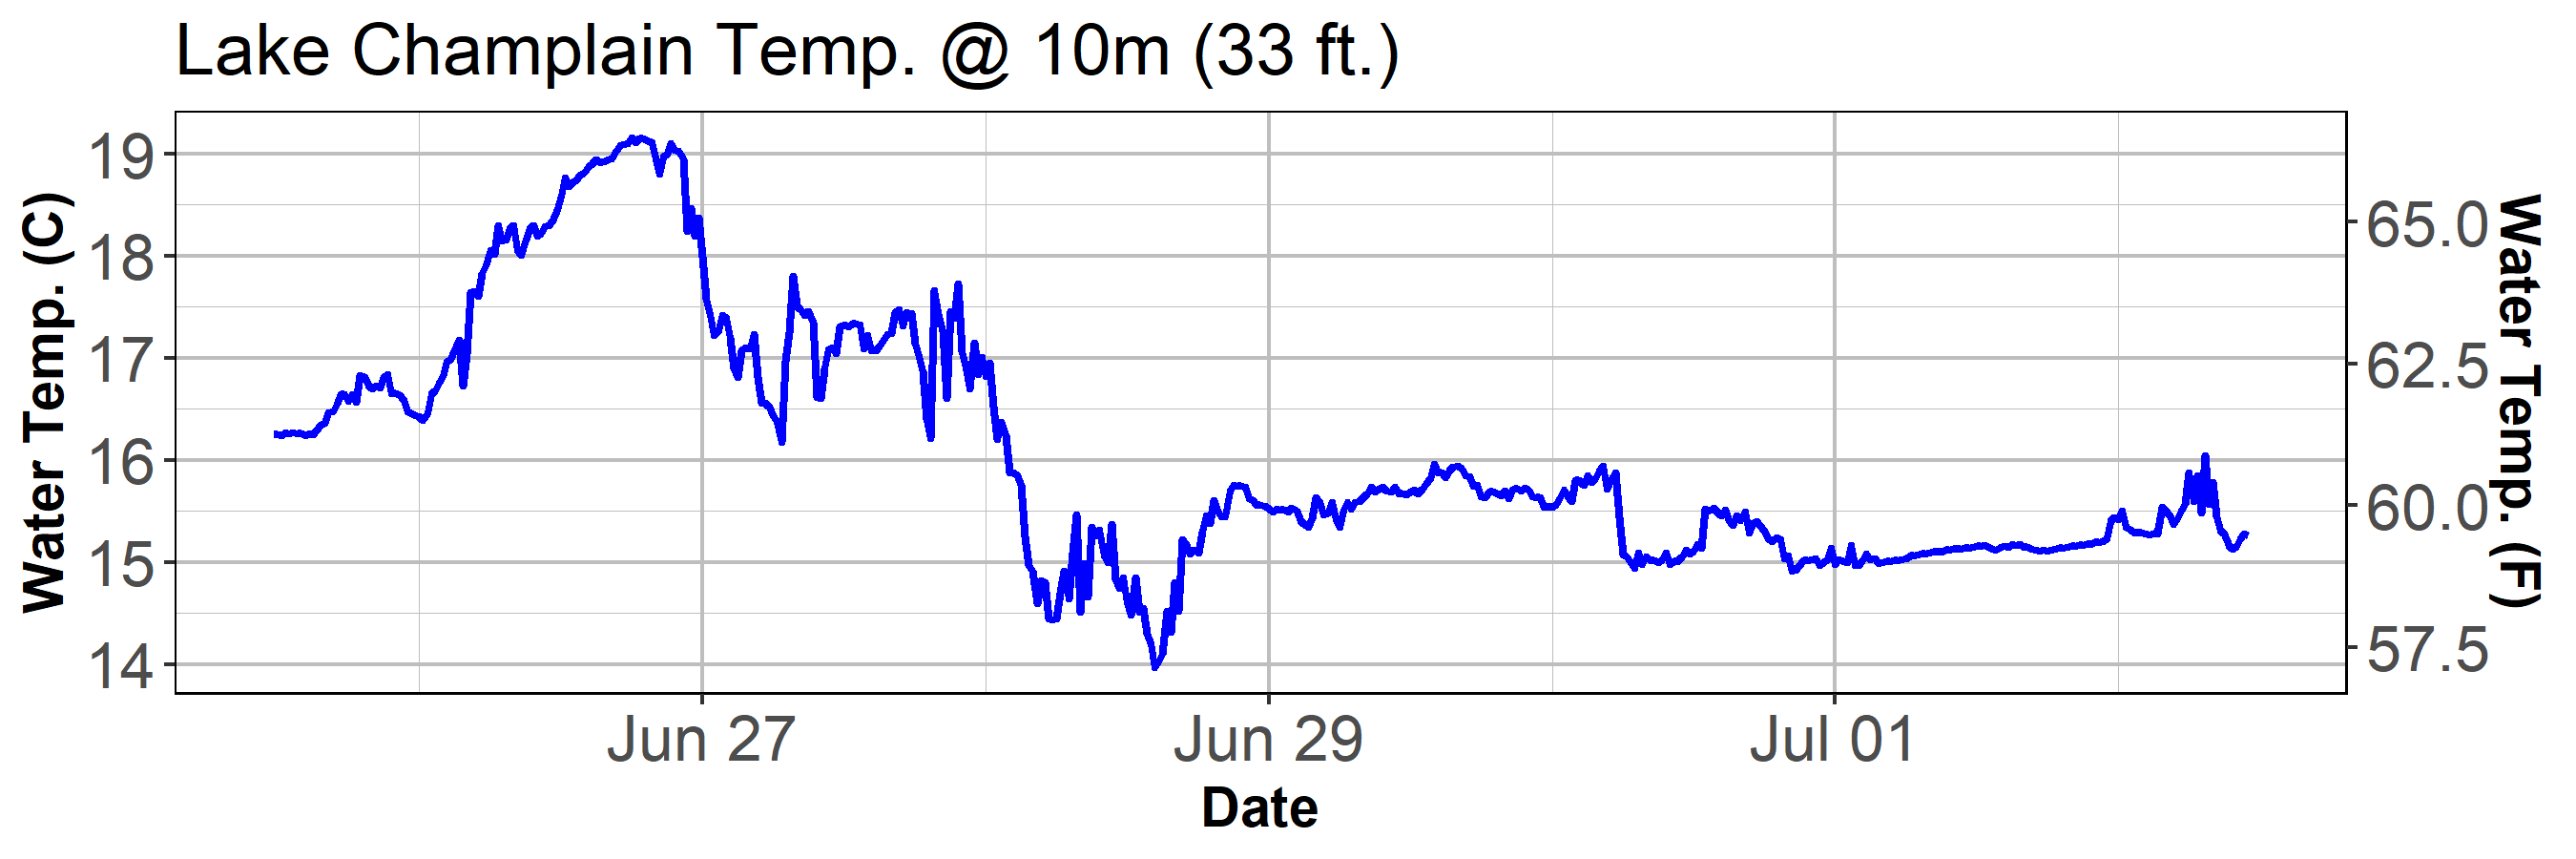 Lake Champlain Temp. @ 10m (33 ft.)
Water Temp. (C)
19
18
17
16
15
14
65.0
62.5
60.0
57.5
Water Temp. (F)
Jun 27
Jun 29
Jul 01
Date